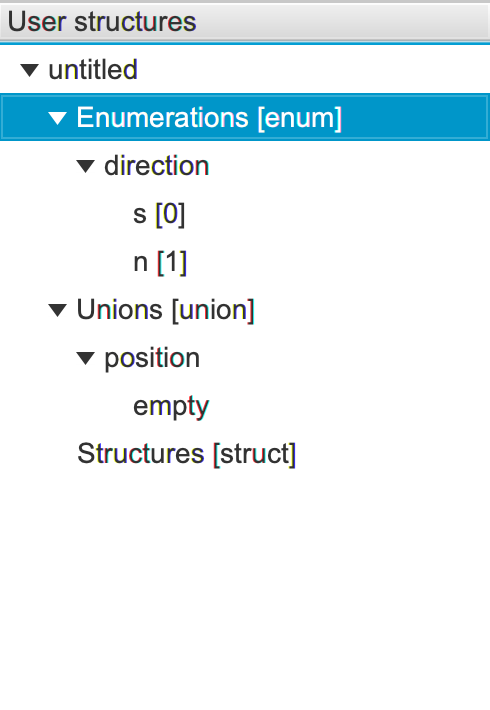 User structures
untitled
Enumerations [enum]
direction
s [0]
n [1]
Unions [union]
position
empty
Structures [struct]